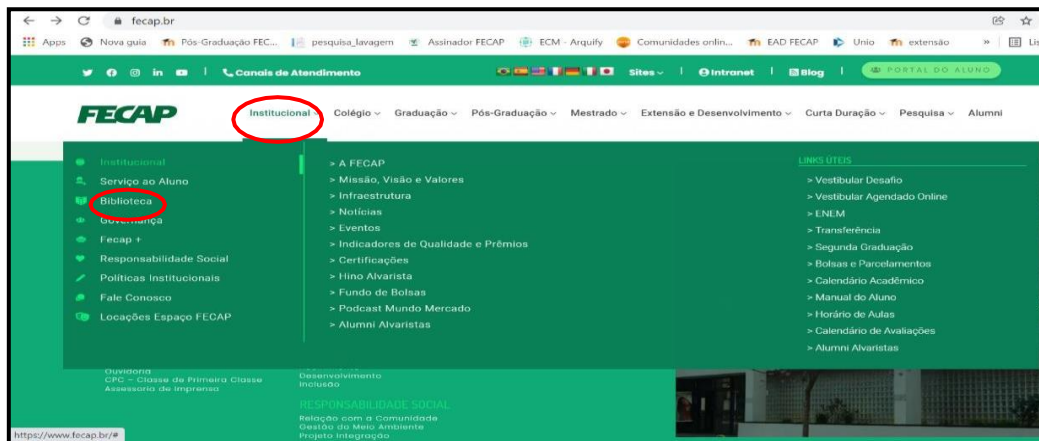 fecap.br
Apps Nova guia Pós-Graduação FEC... pesquisa_lavagem Assinador FECAP ECM - Arquify Comunidades onlin... EAD FECAP Unio extensão » Lis
Canais de Atendimento Sites Intranet Blog PORTAL DO ALUNO
FECAP Institucional Colégio Graduação Pós-Graduação Mestrado Extensão e Desenvolvimento Curta Duração Pesquisa Alumni
Institucional
Serviço ao Aluno
Biblioteca
Governança
Fecap +
Responsabilidade Social
Políticas Institucionais
Fale Conosco
Locações Espaço FECAP
> A FECAP
> Missão, Visão e Valores
> Infraestrutura
> Notícias
> Eventos
> Indicadores de Qualidade e Prêmios
> Certificações
> Hino Alvarista
> Fundo de Bolsas
> Podcast Mundo Mercado
> Alumni Alvaristas
LINKS ÚTEIS
> Vestibular Desafio
> Vestibular Agendado Online
> ENEM
> Transferência
> Segunda Graduação
> Bolsas e Parcelamentos
> Calendário Acadêmico
> Manual do Aluno
> Horário de Aulas
> Calendário de Avaliações
> Alumni Alvaristas
Ouvidoria
CPC – Classe de Primeira Classe
Assessoria de Imprensa
Desenvolvimento
Inclusão
RESPONSABILIDADE SOCIAL
Relação com a Comunidade
Gestão do Meio Ambiente
Projeto Integração
https://www.fecap.br/#